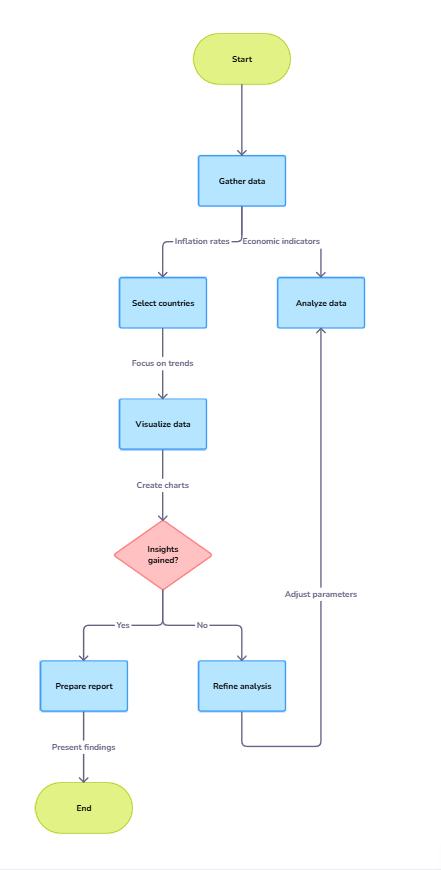 Start
Gather data
Inflation rates
Economic indicators
Select countries
Analyze data
Focus on trends
Visualize data
Create charts
Insights
gained?
Adjust parameters
Yes
No
Prepare report
Refine analysis
Present findings
End